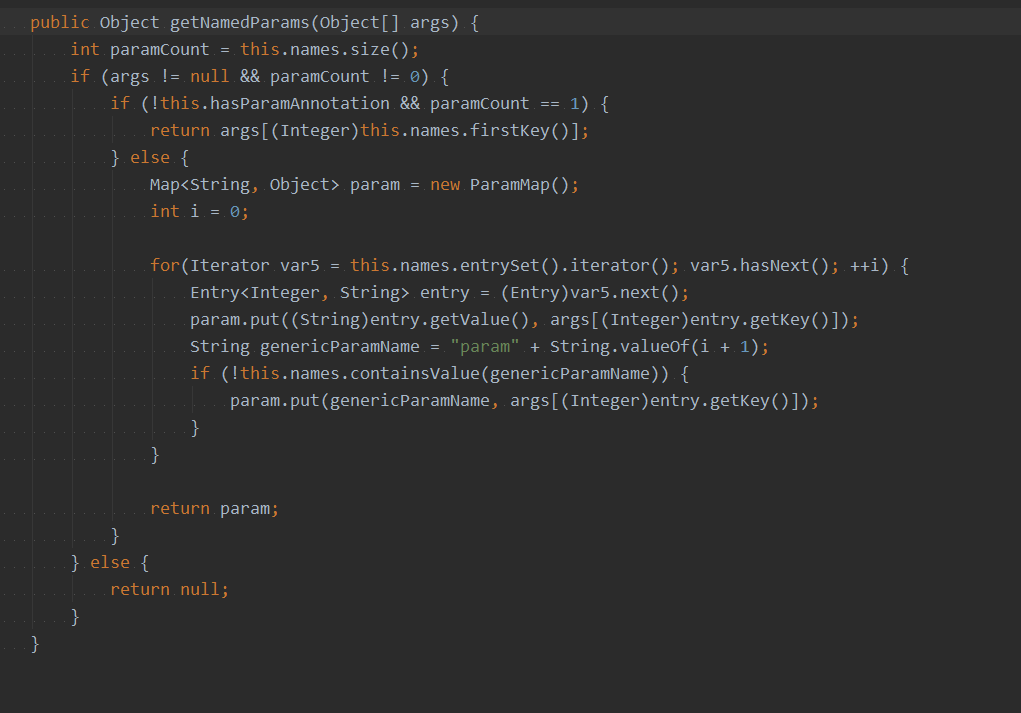 public Object getNamedParams(Object[] args) {
    int paramCount = this.names.size();
    if (args != null && paramCount != 0) {
        if (!this.hasParamAnnotation && paramCount == 1) {
            return args[(Integer)this.names.firstKey()];
        } else {
            Map<String, Object> param = new ParamMap();
            int i = 0;

            for(Iterator var5 = this.names.entrySet().iterator(); var5.hasNext(); ++i) {
                Entry<Integer, String> entry = (Entry)var5.next();
                param.put((String)entry.getValue(), args[(Integer)entry.getKey()]);
                String genericParamName = "param" + String.valueOf(i + 1);
                if (!this.names.containsValue(genericParamName)) {
                    param.put(genericParamName, args[(Integer)entry.getKey()]);
                }
            }

            return param;
        }
    } else {
        return null;
    }
}